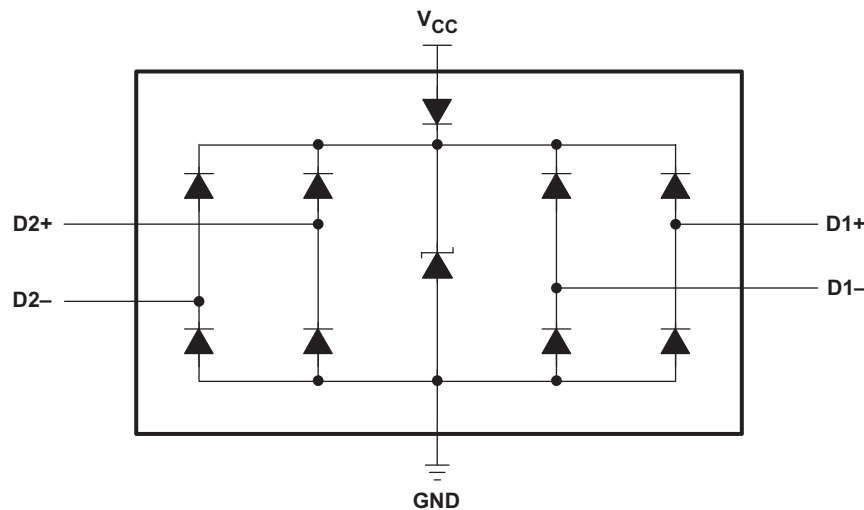 VCC
D2+
D1+
D2–
D1–
GND